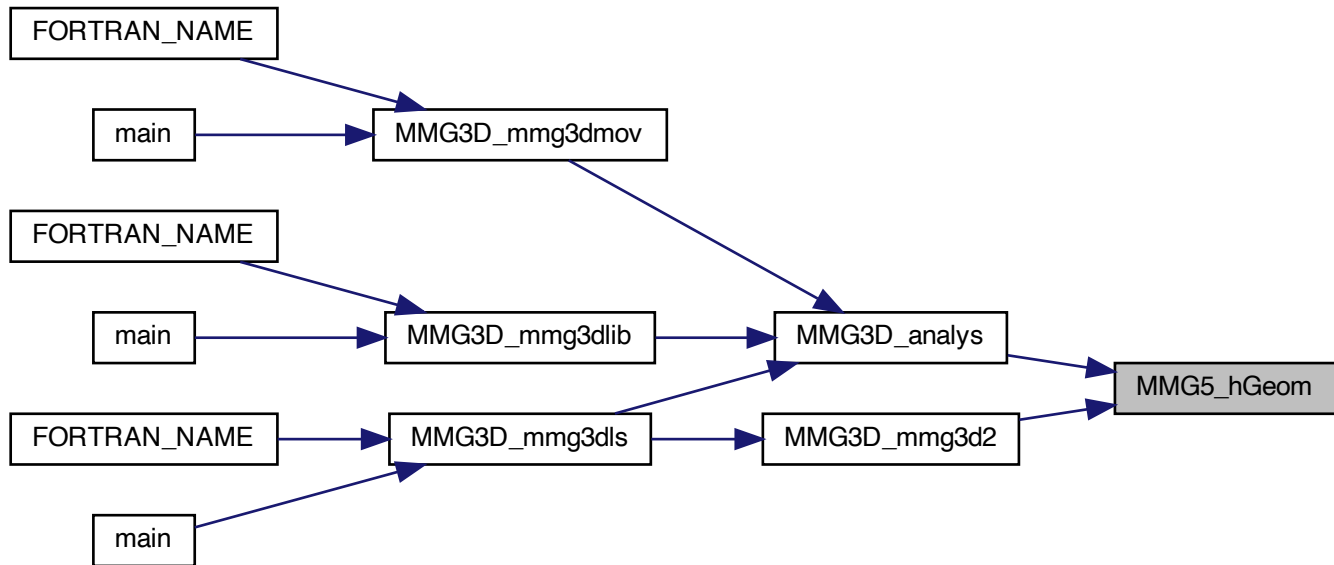 FORTRAN_NAME
main
MMG3D_mmg3dmov
FORTRAN_NAME
main
MMG3D_mmg3dlib
MMG3D_analys
MMG5_hGeom
FORTRAN_NAME
MMG3D_mmg3dls
MMG3D_mmg3d2
main